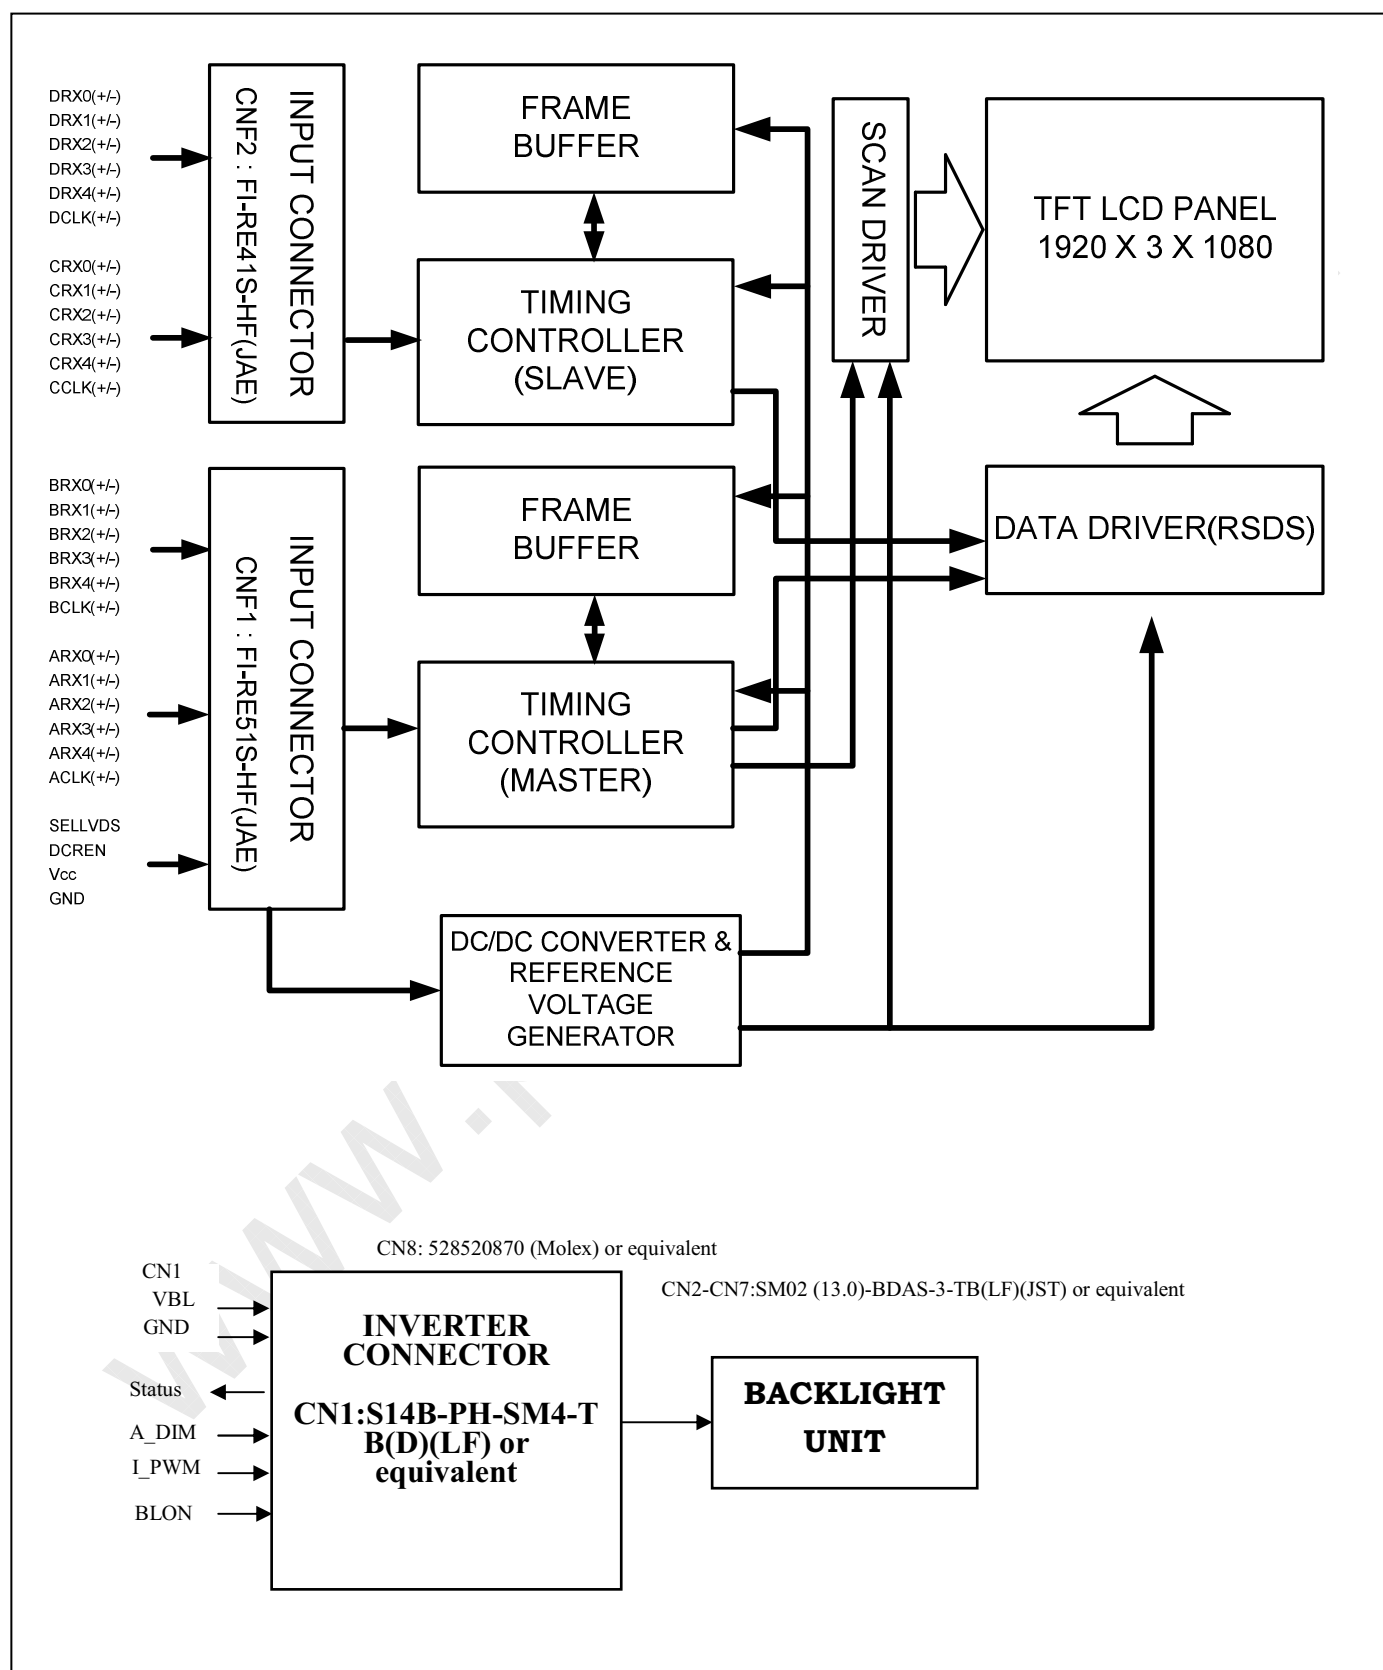 DRX0(+/-)
DRX1(+/-)
DRX2(+/-)
DRX3(+/-)
DRX4(+/-)
DCLK(+/-)
CRX0(+/-)
CRX1(+/-)
CRX2(+/-)
CRX3(+/-)
CRX4(+/-)
CCLK(+/-)
INPUT CONNECTOR
CNF2 : FI-RE41S-HF(JAE)
FRAME
BUFFER
TIMING
CONTROLLER
(SLAVE)
SCAN DRIVER
TFT LCD PANEL
1920 X 3 X 1080
BRX0(+/-)
BRX1(+/-)
BRX2(+/-)
BRX3(+/-)
BRX4(+/-)
BCLK(+/-)
ARX0(+/-)
ARX1(+/-)
ARX2(+/-)
ARX3(+/-)
ARX4(+/-)
ACLK(+/-)
SELLVDS
DCREN
Vcc
GND
INPUT CONNECTOR
CNF1 : FI-RE51S-HF(JAE)
FRAME
BUFFER
TIMING
CONTROLLER
(MASTER)
DATA DRIVER(RSDS)
DC/DC CONVERTER &
REFERENCE
VOLTAGE
GENERATOR
www.
CN8: 528520870 (Molex) or equivalent
CN2-CN7:SM02 (13.0)-BDAS-3-TB(LF)(JST) or equivalent
CN1
VBL
GND
Status
A_DIM
I_PWM
BLON
INVERTER
CONNECTOR
CN1:S14B-PH-SM4-T
B(D)(LF) or
equivalent
BACKLIGHT
UNIT